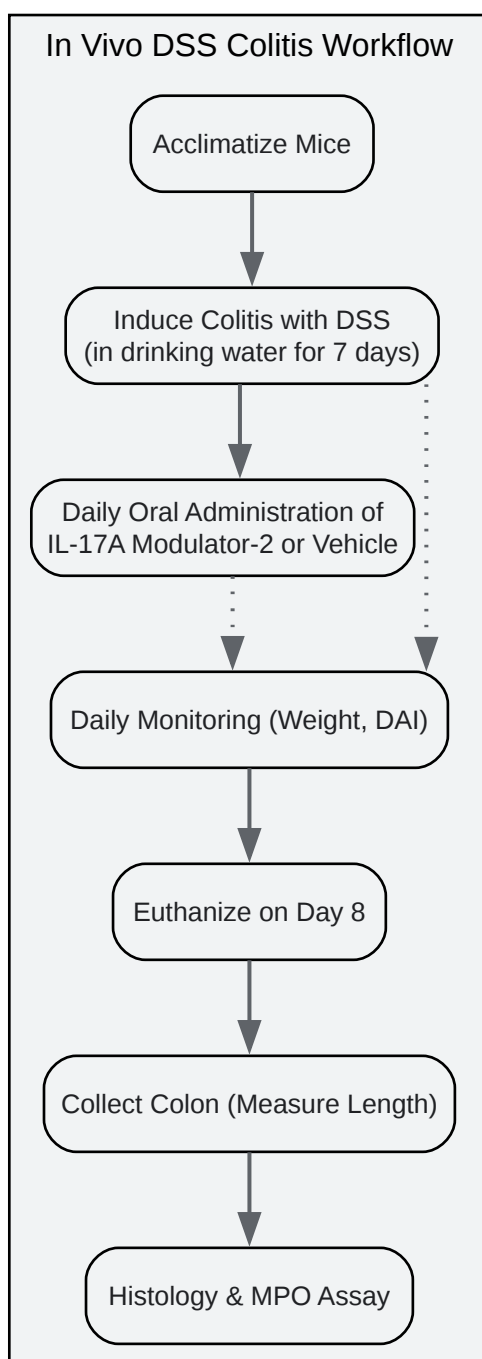 In Vivo DSS Colitis Workflow
Acclimatize Mice
Induce Colitis with DSS
(in drinking water for 7 days)
Daily Oral Administration of
IL-17A Modulator-2 or Vehicle
Daily Monitoring (Weight, DAI)
Euthanize on Day 8
Collect Colon (Measure Length)
Histology & MPO Assay